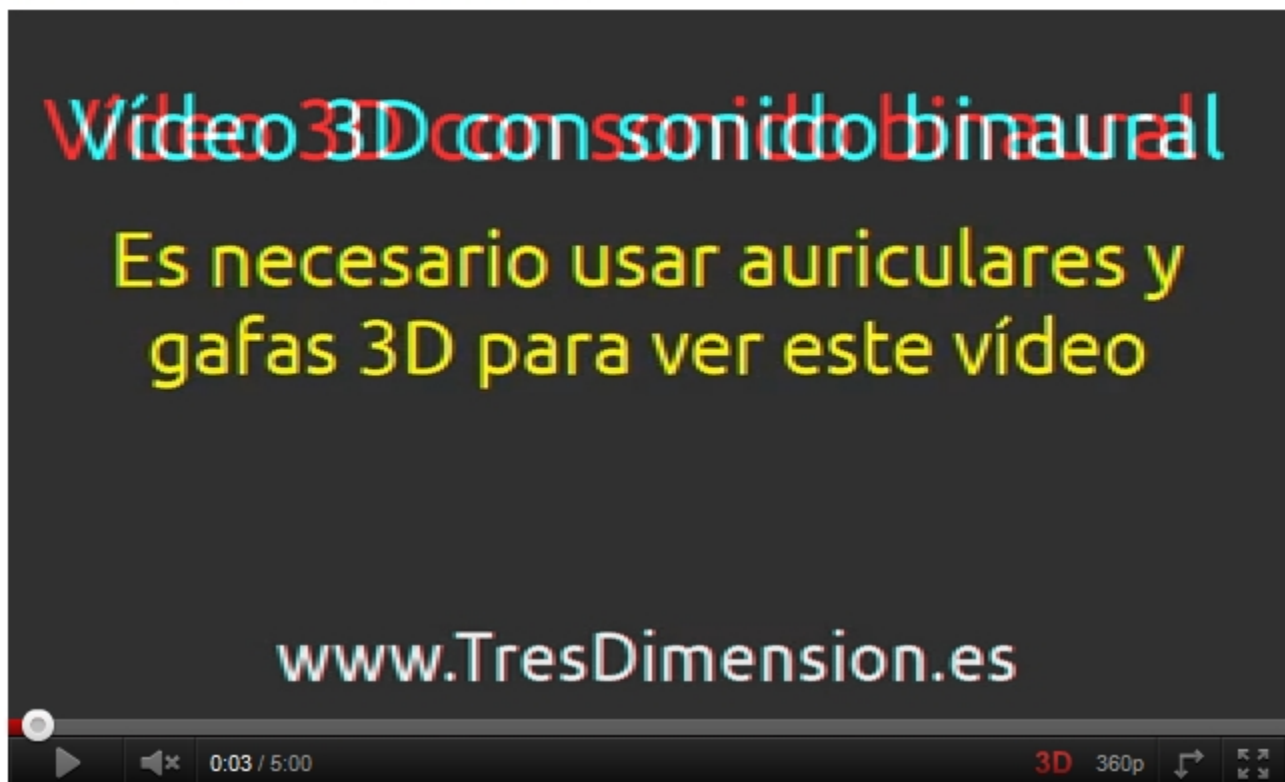 Vídeo 3D con sonido binaural
Es necesario usar auriculares y
gafas 3D para ver este vídeo
www.TresDimension.es
0:03 / 5:00 3D 360p